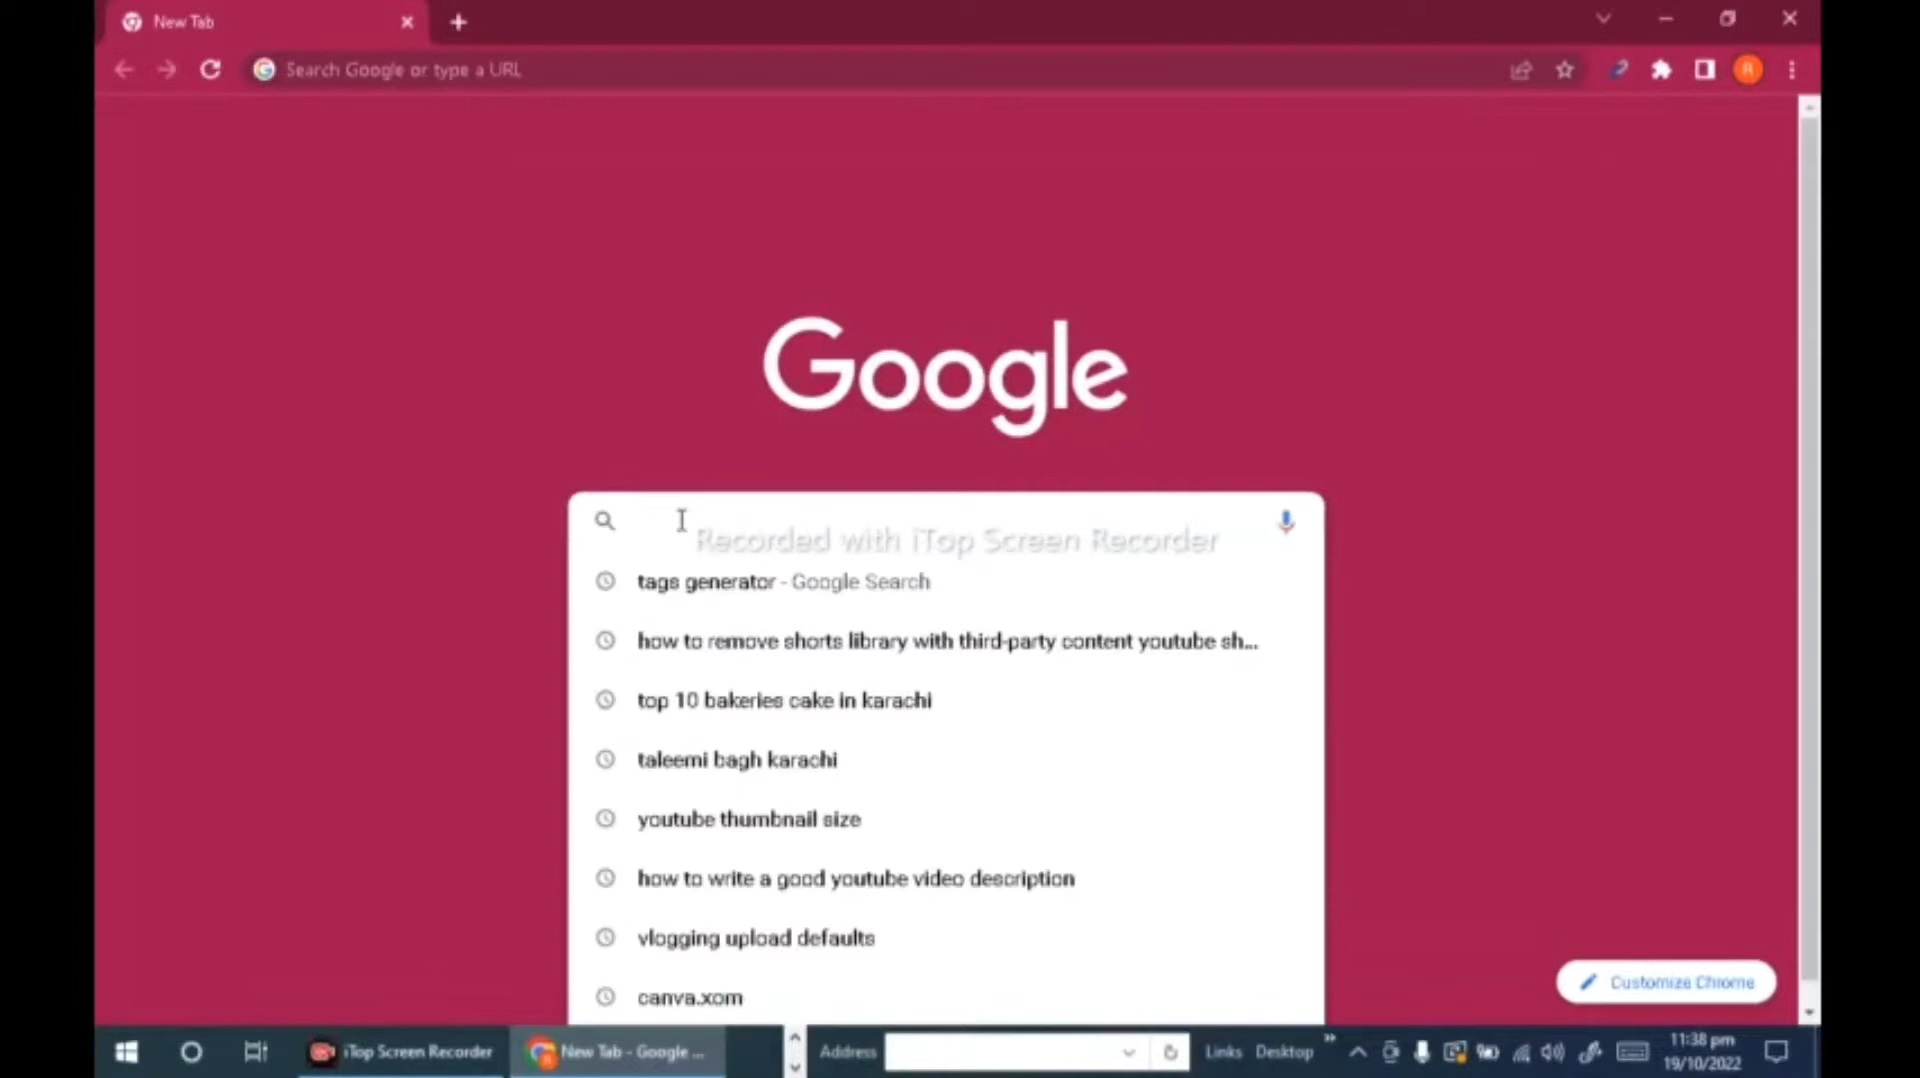 New Tab
Search Google or type a URL
Google
Recorded with iTop Screen Recorder
tags generator - Google Search
how to remove shorts library with third-party content youtube sh...
top 10 bakeries cake in karachi
taleemi bagh karachi
youtube thumbnail size
how to write a good youtube video description
vlogging upload defaults
canva.xom
Customize Chrome
iTop Screen Recorder
New Tab - Google ...
Address
Links
Desktop
11:38 pm
19/10/2022